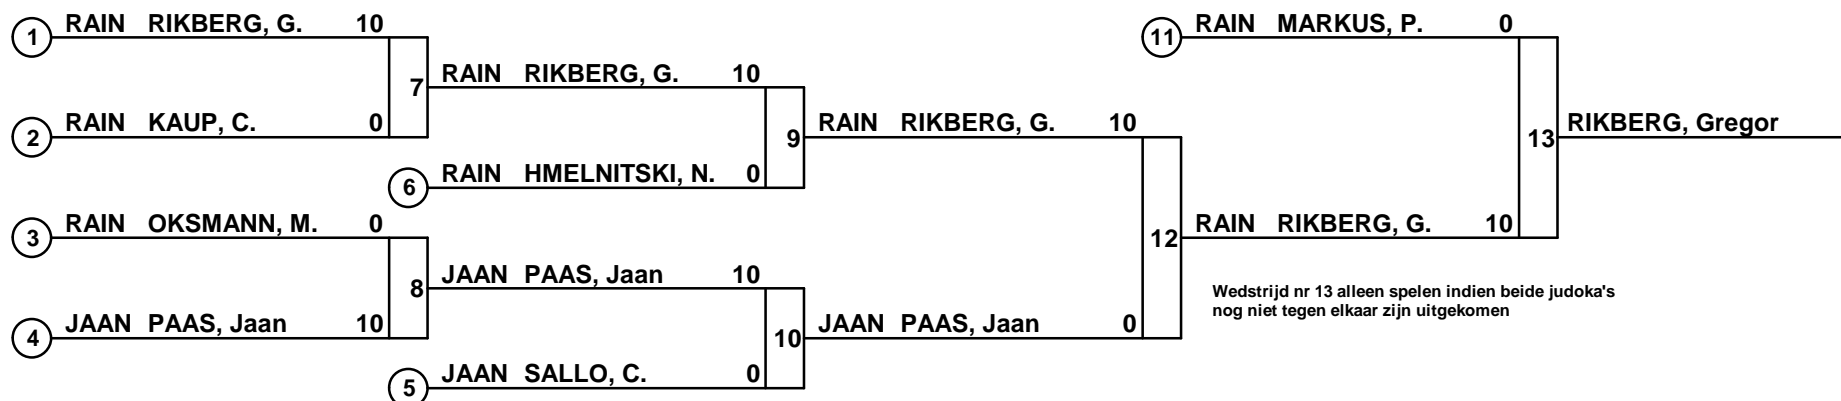 1 RAIN RIKBERG, G. 10
2 RAIN KAUP, C. 0
3 RAIN OKSMANN, M. 0
4 JAAN PAAS, Jaan 10
7 RAIN RIKBERG, G. 10
6 RAIN HMELNITSKI, N. 0
8 JAAN PAAS, Jaan 10
5 JAAN SALLO, C. 0
9 RAIN RIKBERG, G. 10
10 JAAN PAAS, Jaan 0
11 RAIN MARKUS, P. 0
12 RAIN RIKBERG, G. 10
13 RIKBERG, Gregor
Wedstrijd nr 13 alleen spelen indien beide judoka's
nog niet tegen elkaar zijn uitgekomen